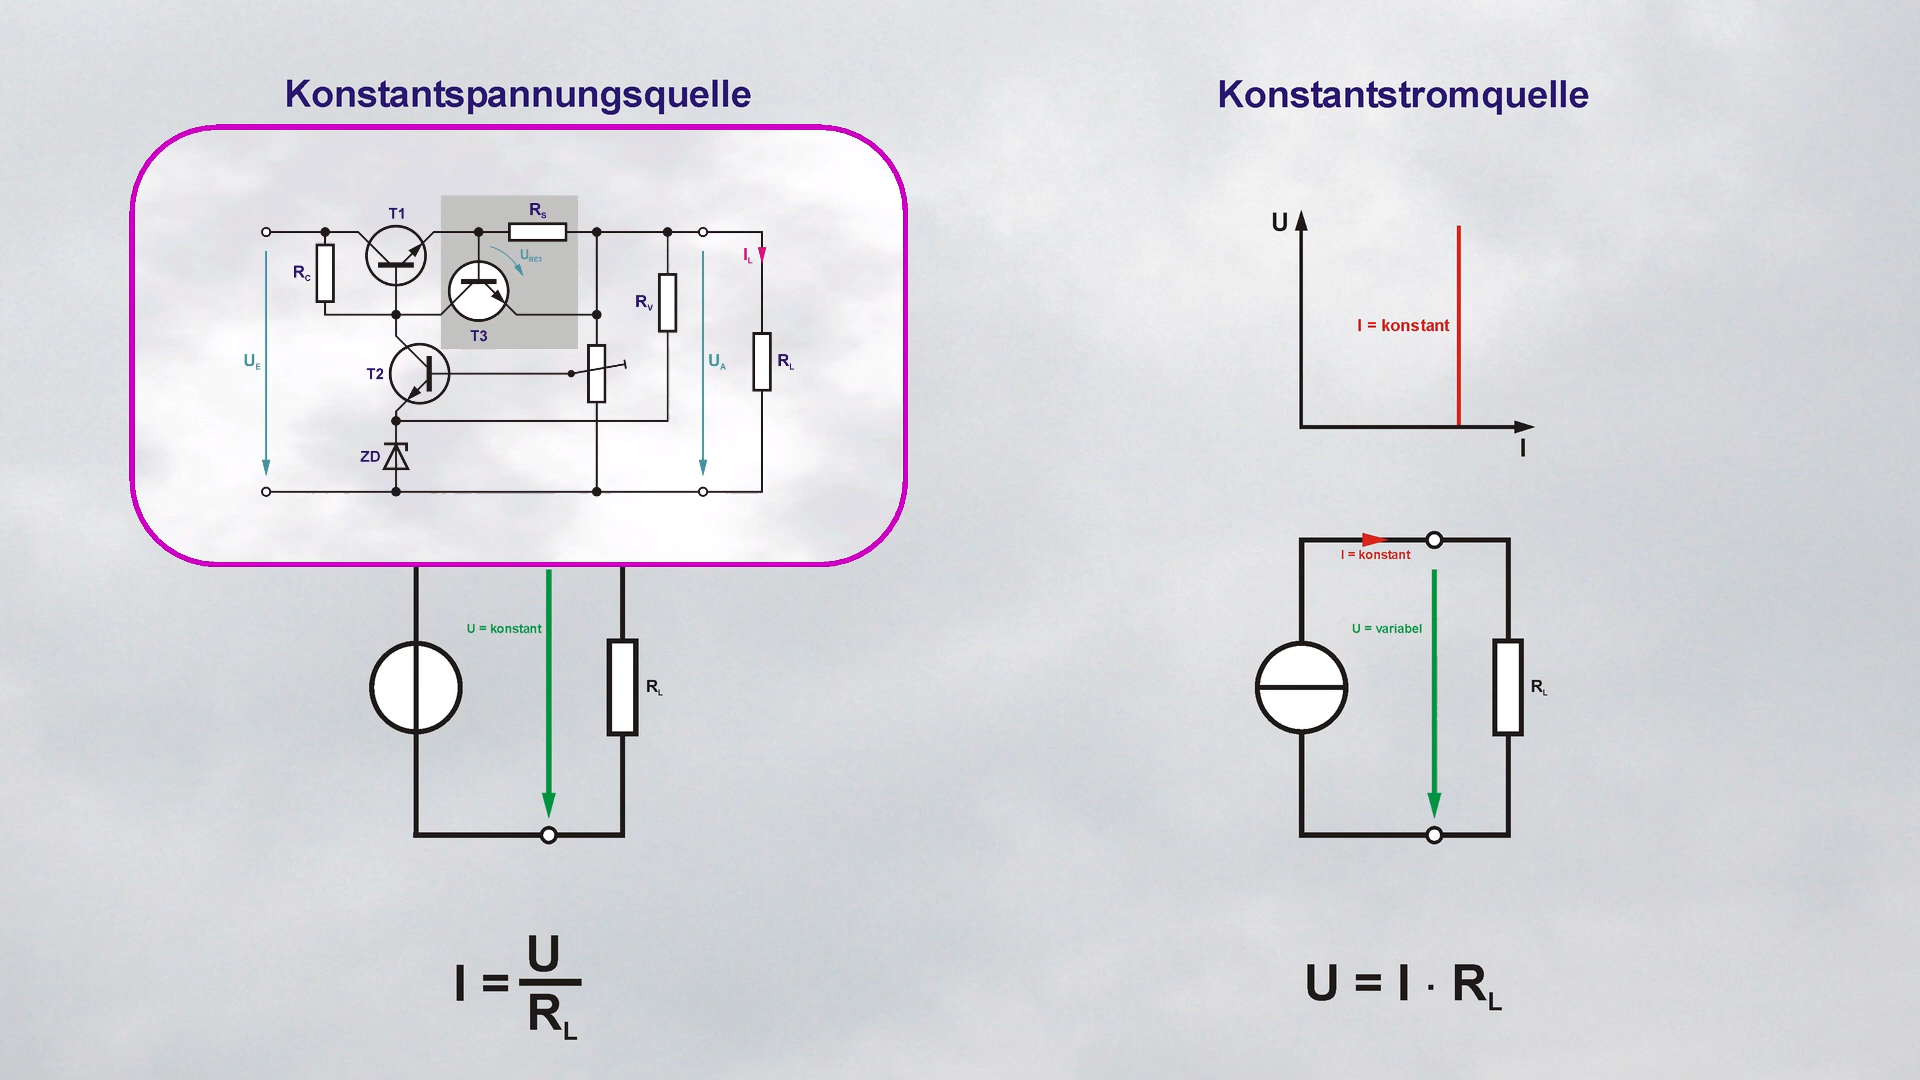 Konstantspannungsquelle
T1
RS
UBE3
IL
RC
RV
T3
UE
T2
UA
RL
ZD
U = konstant
RL
I = U
RL
Konstantstromquelle
U
I = konstant
I
I = konstant
U = variabel
RL
U = I · RL